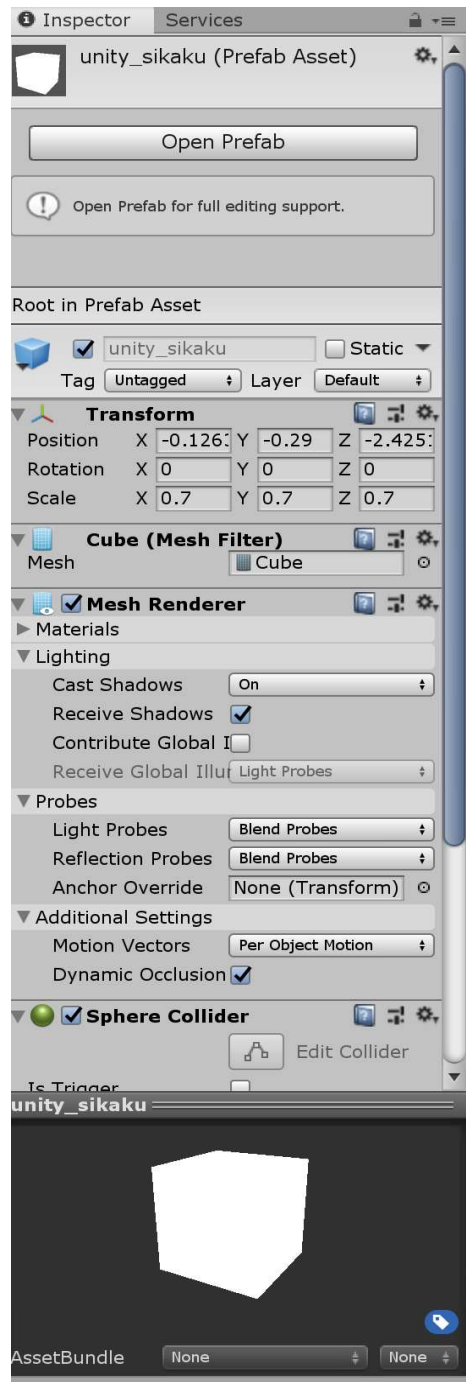 Inspector Services
unity_sikaku (Prefab Asset)
Open Prefab
Open Prefab for full editing support.
Root in Prefab Asset
unity_sikaku Static
Tag Untagged Layer Default
Transform
Position X -0.126 Y -0.29 Z -2.425
Rotation X 0 Y 0 Z 0
Scale X 0.7 Y 0.7 Z 0.7
Cube (Mesh Filter)
Mesh Cube
Mesh Renderer
Materials
Lighting
Cast Shadows On
Receive Shadows
Contribute Global I
Receive Global Illur Light Probes
Probes
Light Probes Blend Probes
Reflection Probes Blend Probes
Anchor Override None (Transform)
Additional Settings
Motion Vectors Per Object Motion
Dynamic Occlusion
Sphere Collider
Edit Collider
Is Trigger
unity_sikaku
AssetBundle None None